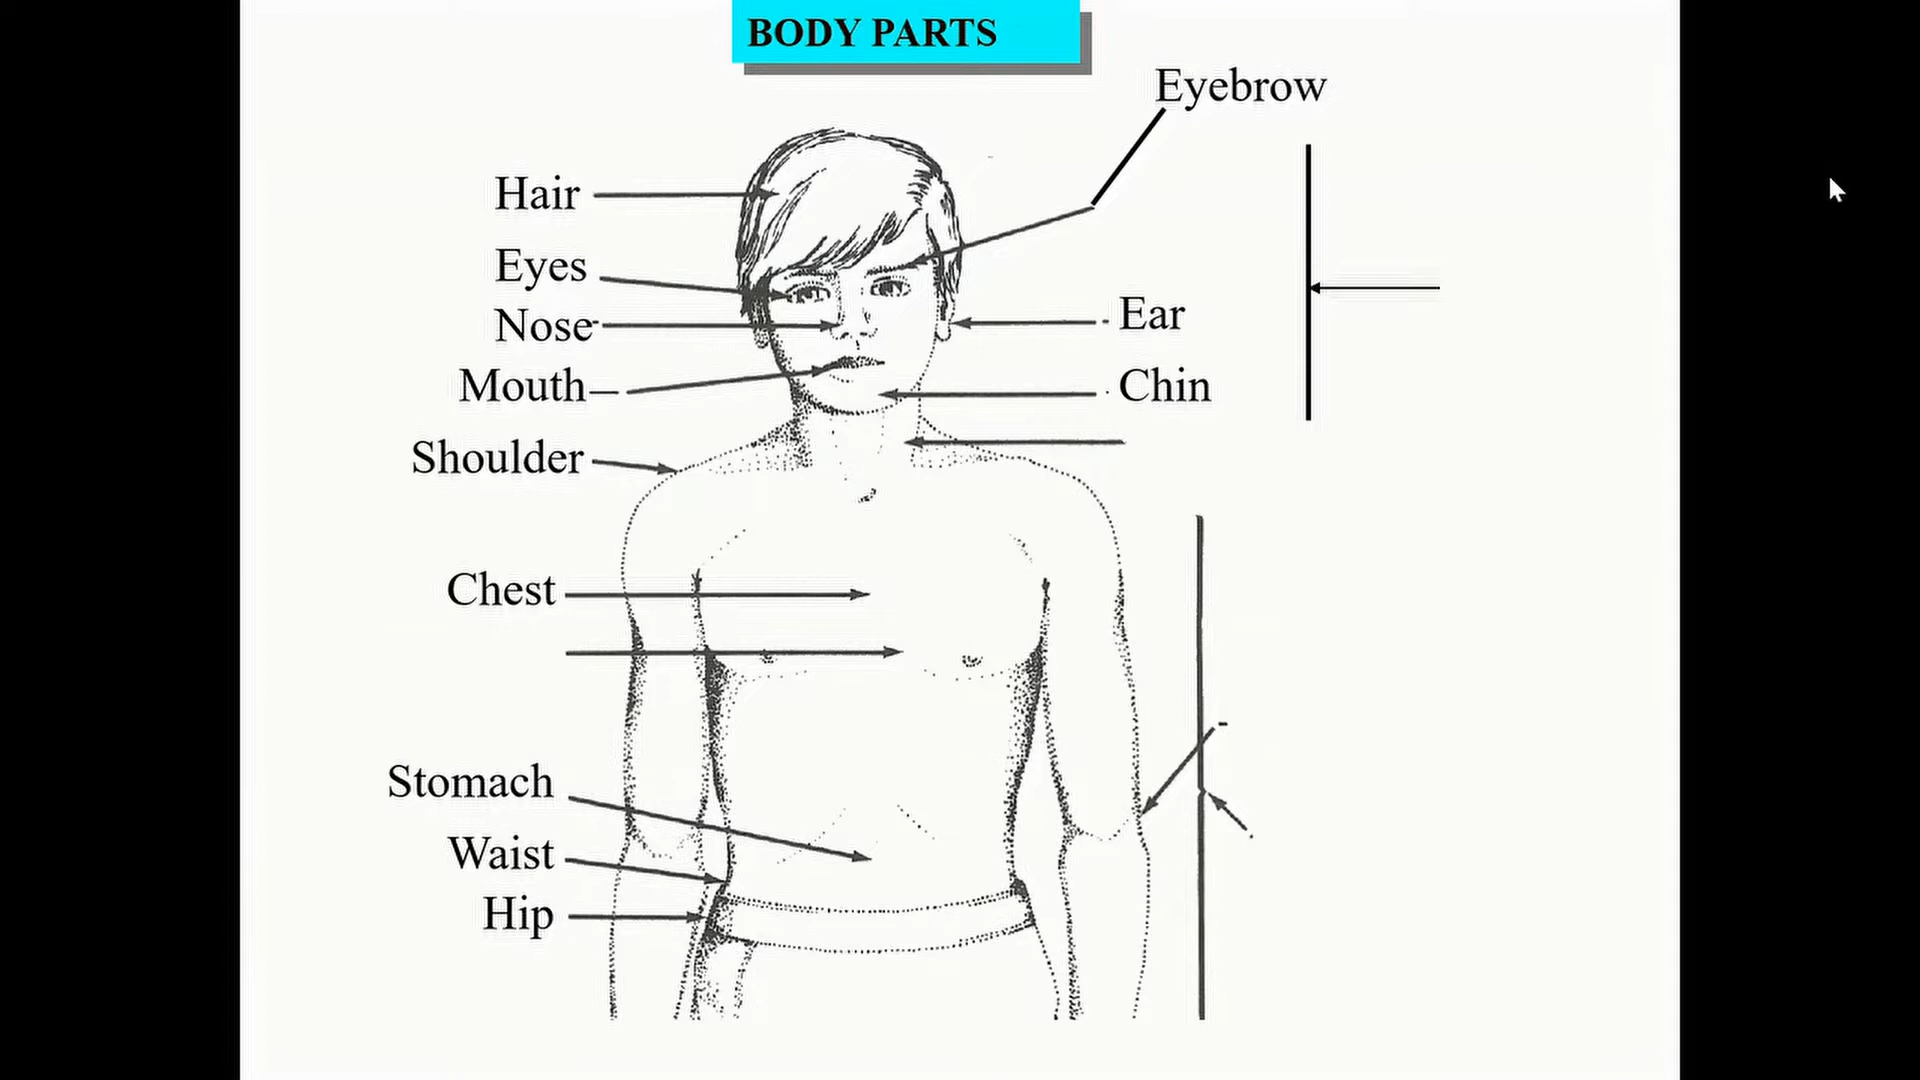 BODY PARTS
Eyebrow
Hair
Eyes
Nose
Ear
Mouth
Chin
Shoulder
Chest
Stomach
Waist
Hip